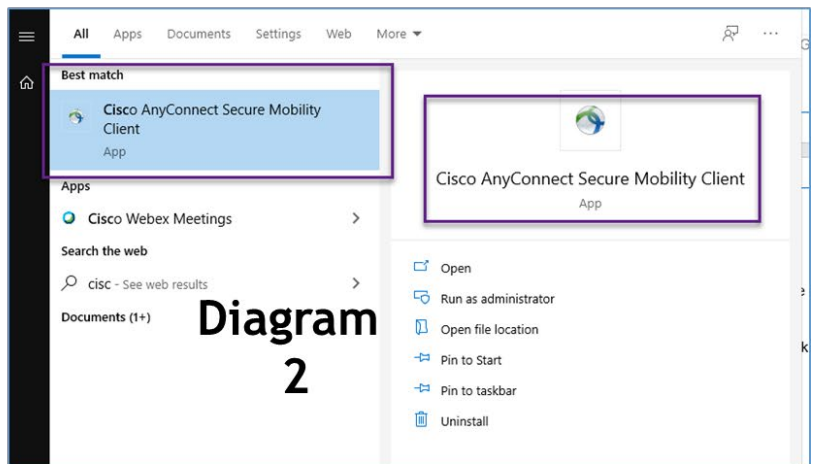 All Apps Documents Settings Web More
Best match
Cisco AnyConnect Secure Mobility
Client
App
Apps
Cisco Webex Meetings
Search the web
cisc - See web results
Documents (1+)
Diagram
2
Cisco AnyConnect Secure Mobility Client
App
Open
Run as administrator
Open file location
Pin to Start
Pin to taskbar
Uninstall